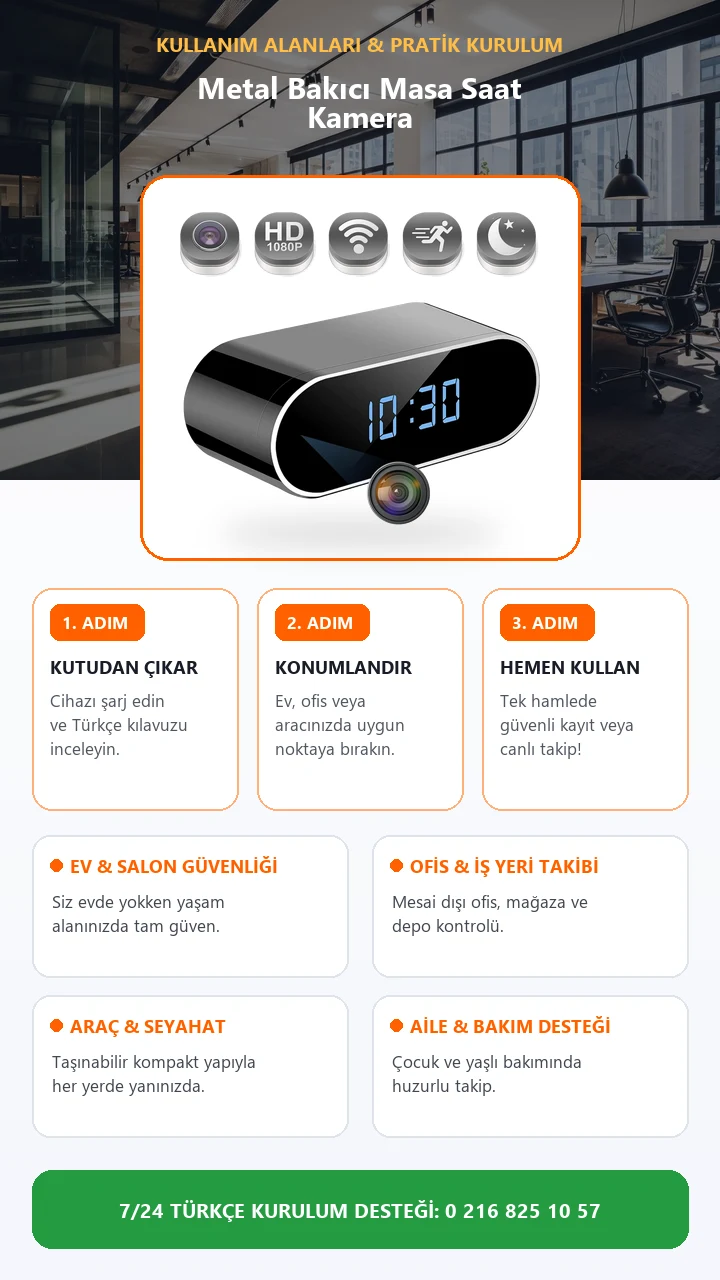 KULLANIM ALANLARI & PRATİK KURULUM
Metal Bakıcı Masa Saat
Kamera
HD
1080P
10:30
1. ADIM
KUTUDAN ÇIKAR
Cihazı şarj edin
ve Türkçe kılavuzu
inceleyin.
2. ADIM
KONUMLANDIR
Ev, ofis veya
aracınızda uygun
noktaya bırakın.
3. ADIM
HEMEN KULLAN
Tek hamlede
güvenli kayıt veya
canlı takip!
EV & SALON GÜVENLİĞİ
Siz evde yokken yaşam
alanınızda tam güven.
OFİS & İŞ YERİ TAKİBİ
Mesai dışı ofis, mağaza ve
depo kontrolü.
ARAÇ & SEYAHAT
Taşınabilir kompakt yapıyla
her yerde yanınızda.
AİLE & BAKIM DESTEĞİ
Çocuk ve yaşlı bakımında
huzurlu takip.
7/24 TÜRKÇE KURULUM DESTEĞİ: 0 216 825 10 57